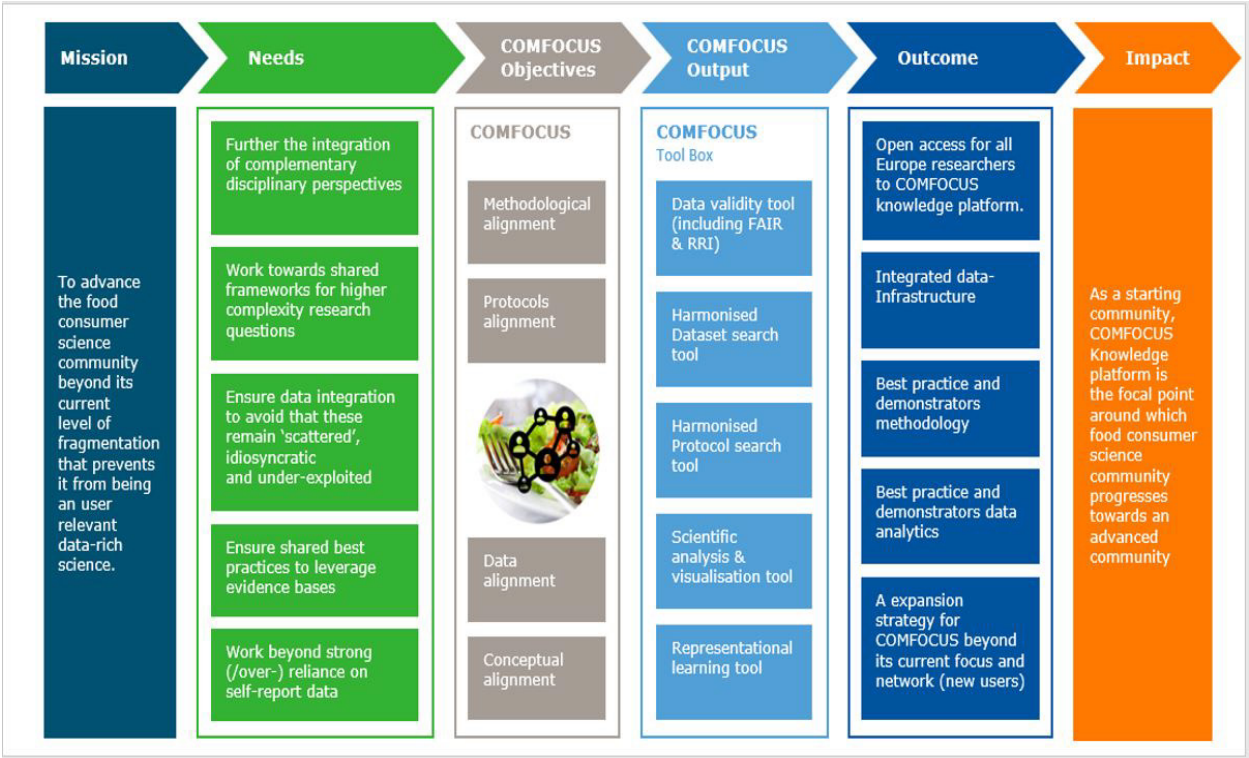 Mission
Needs
COMFOCUS
Objectives
COMFOCUS
Output
Outcome
Impact
To advance
the food
consumer
science
community
beyond its
current
level of
fragmentation
that prevents
it from being
an user
relevant
data-rich
science.
Further the integration
of complementary
disciplinary perspectives
Work towards shared
frameworks for higher
complexity research
questions
Ensure data integration
to avoid that these
remain ‘scattered’,
idiosyncratic
and under-exploited
Ensure shared best
practices to leverage
evidence bases
Work beyond strong
(/over-) reliance on
self-report data
COMFOCUS
Methodological
alignment
Protocols
alignment
Data
alignment
Conceptual
alignment
COMFOCUS
Tool Box
Data validity tool
(including FAIR
& RRI)
Harmonised
Dataset search
tool
Harmonised
Protocol search
tool
Scientific
analysis &
visualisation tool
Representational
learning tool
Open access for all
Europe researchers
to COMFOCUS
knowledge platform.
Integrated data-
Infrastructure
Best practice and
demonstrators
methodology
Best practice and
demonstrators data
analytics
A expansion
strategy for
COMFOCUS beyond
its current focus and
network (new users)
As a starting
community,
COMFOCUS
Knowledge
platform is
the focal point
around which
food consumer
science
community
progresses
towards an
advanced
community